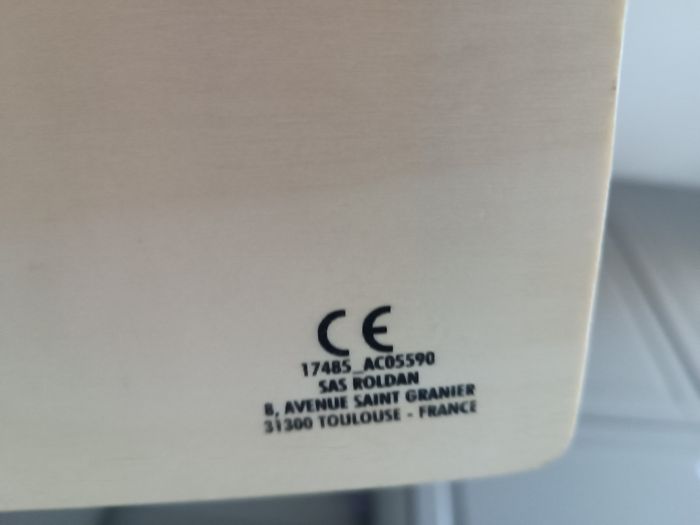 CE
17485_AC05590
SAS ROLDAN
8, AVENUE SAINT GRANIER
31300 TOULOUSE - FRANCE